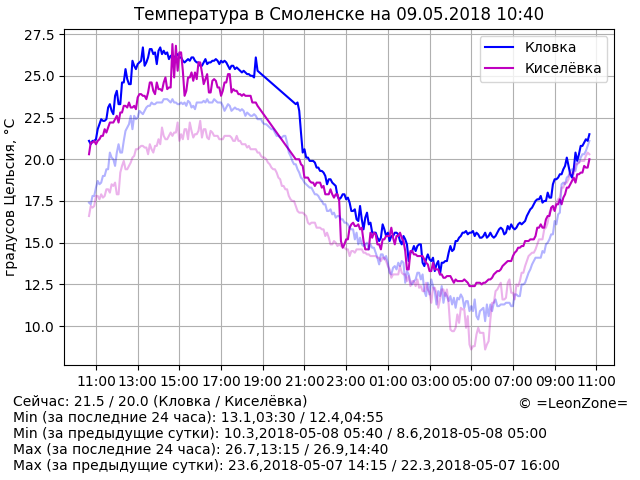 Температура в Смоленске на 09.05.2018 10:40
27.5
25.0
22.5
20.0
17.5
15.0
12.5
10.0
градусов Цельсия, °C
Кловка
Киселёвка
11:00 13:00 15:00 17:00 19:00 21:00 23:00 01:00 03:00 05:00 07:00 09:00 11:00
Сейчас: 21.5 / 20.0 (Кловка / Киселёвка)
© =LeonZone=
Min (за последние 24 часа): 13.1,03:30 / 12.4,04:55
Min (за предыдущие сутки): 10.3,2018-05-08 05:40 / 8.6,2018-05-08 05:00
Max (за последние 24 часа): 26.7,13:15 / 26.9,14:40
Max (за предыдущие сутки): 23.6,2018-05-07 14:15 / 22.3,2018-05-07 16:00